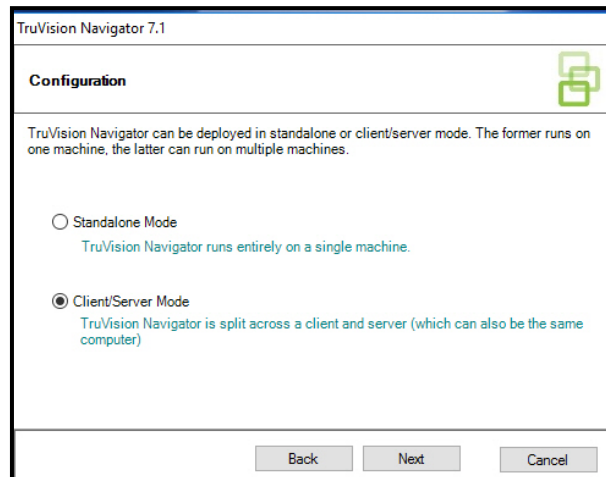 TruVision Navigator 7.1
Configuration
TruVision Navigator can be deployed in standalone or client/server mode. The former runs on
one machine, the latter can run on multiple machines.
Standalone Mode
TruVision Navigator runs entirely on a single machine.
Client/Server Mode
TruVision Navigator is split across a client and server (which can also be the same
computer)
Back Next Cancel